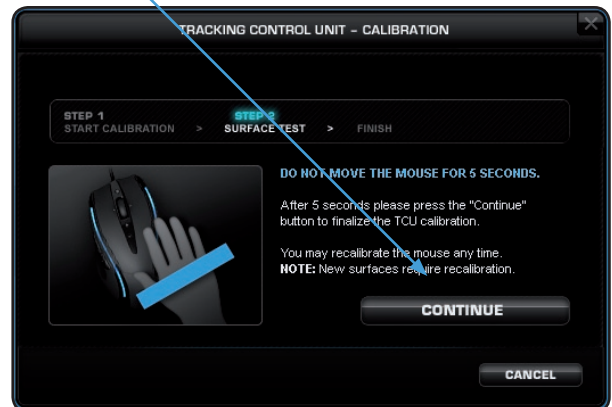 TRACKING CONTROL UNIT – CALIBRATION
STEP 1 STEP 2
START CALIBRATION > SURFACE TEST > FINISH
DO NOT MOVE THE MOUSE FOR 5 SECONDS.
After 5 seconds please press the "Continue"
button to finalize the TCU calibration.
You may recalibrate the mouse any time.
NOTE: New surfaces require recalibration.
CONTINUE
CANCEL